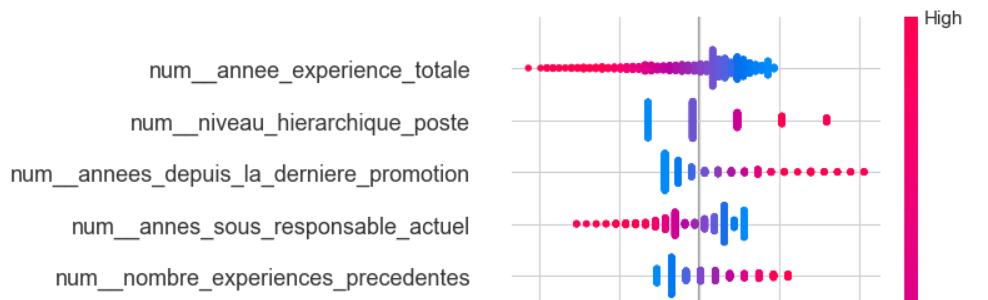 High
num__annee_experience_totale
num__niveau_hierarchique_poste
num__annees_depuis_la_derniere_promotion
num__annes_sous_responsable_actuel
num__nombre_experiences_precedentes